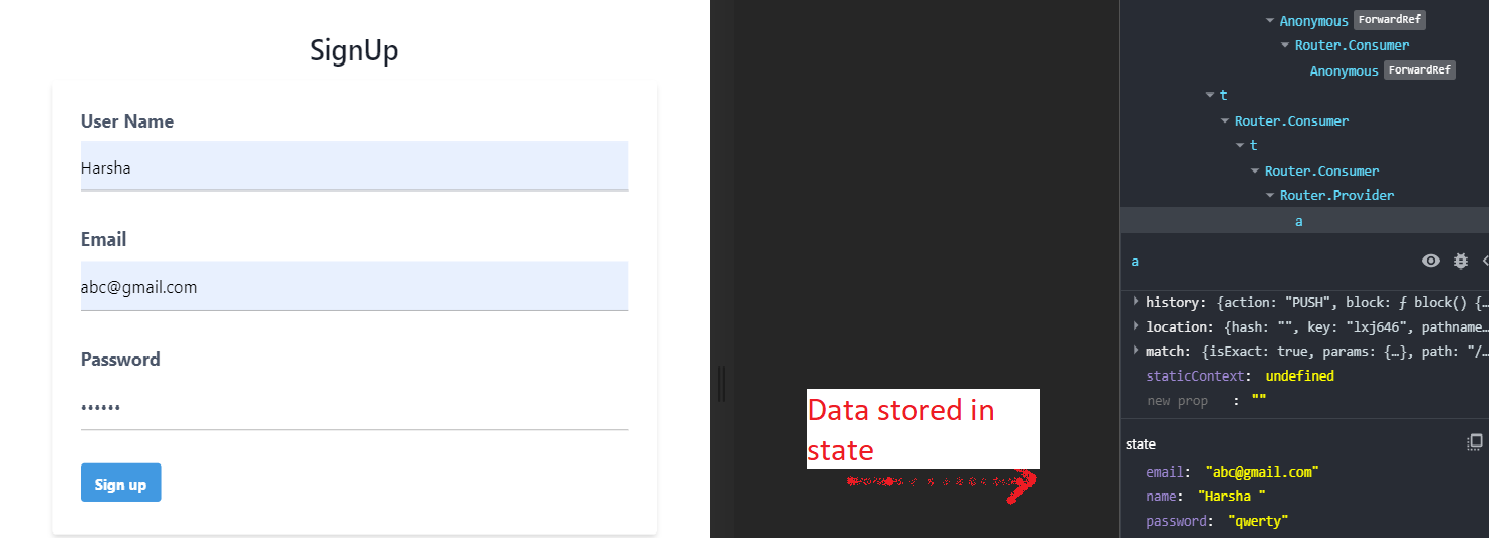 SignUp
User Name
Harsha
Email
abc@gmail.com
Password
••••••
Sign up
Data stored in
state
Anonymous ForwardRef
Router.Consumer
Anonymous ForwardRef
t
Router.Consumer
t
Router.Consumer
Router.Provider
a
a
history: {action: "PUSH", block: ƒ block() {…
location: {hash: "", key: "lxj646", pathname…
match: {isExact: true, params: {…}, path: "/…
staticContext: undefined
new prop : ""
state
email: "abc@gmail.com"
name: "Harsha "
password: "qwerty"